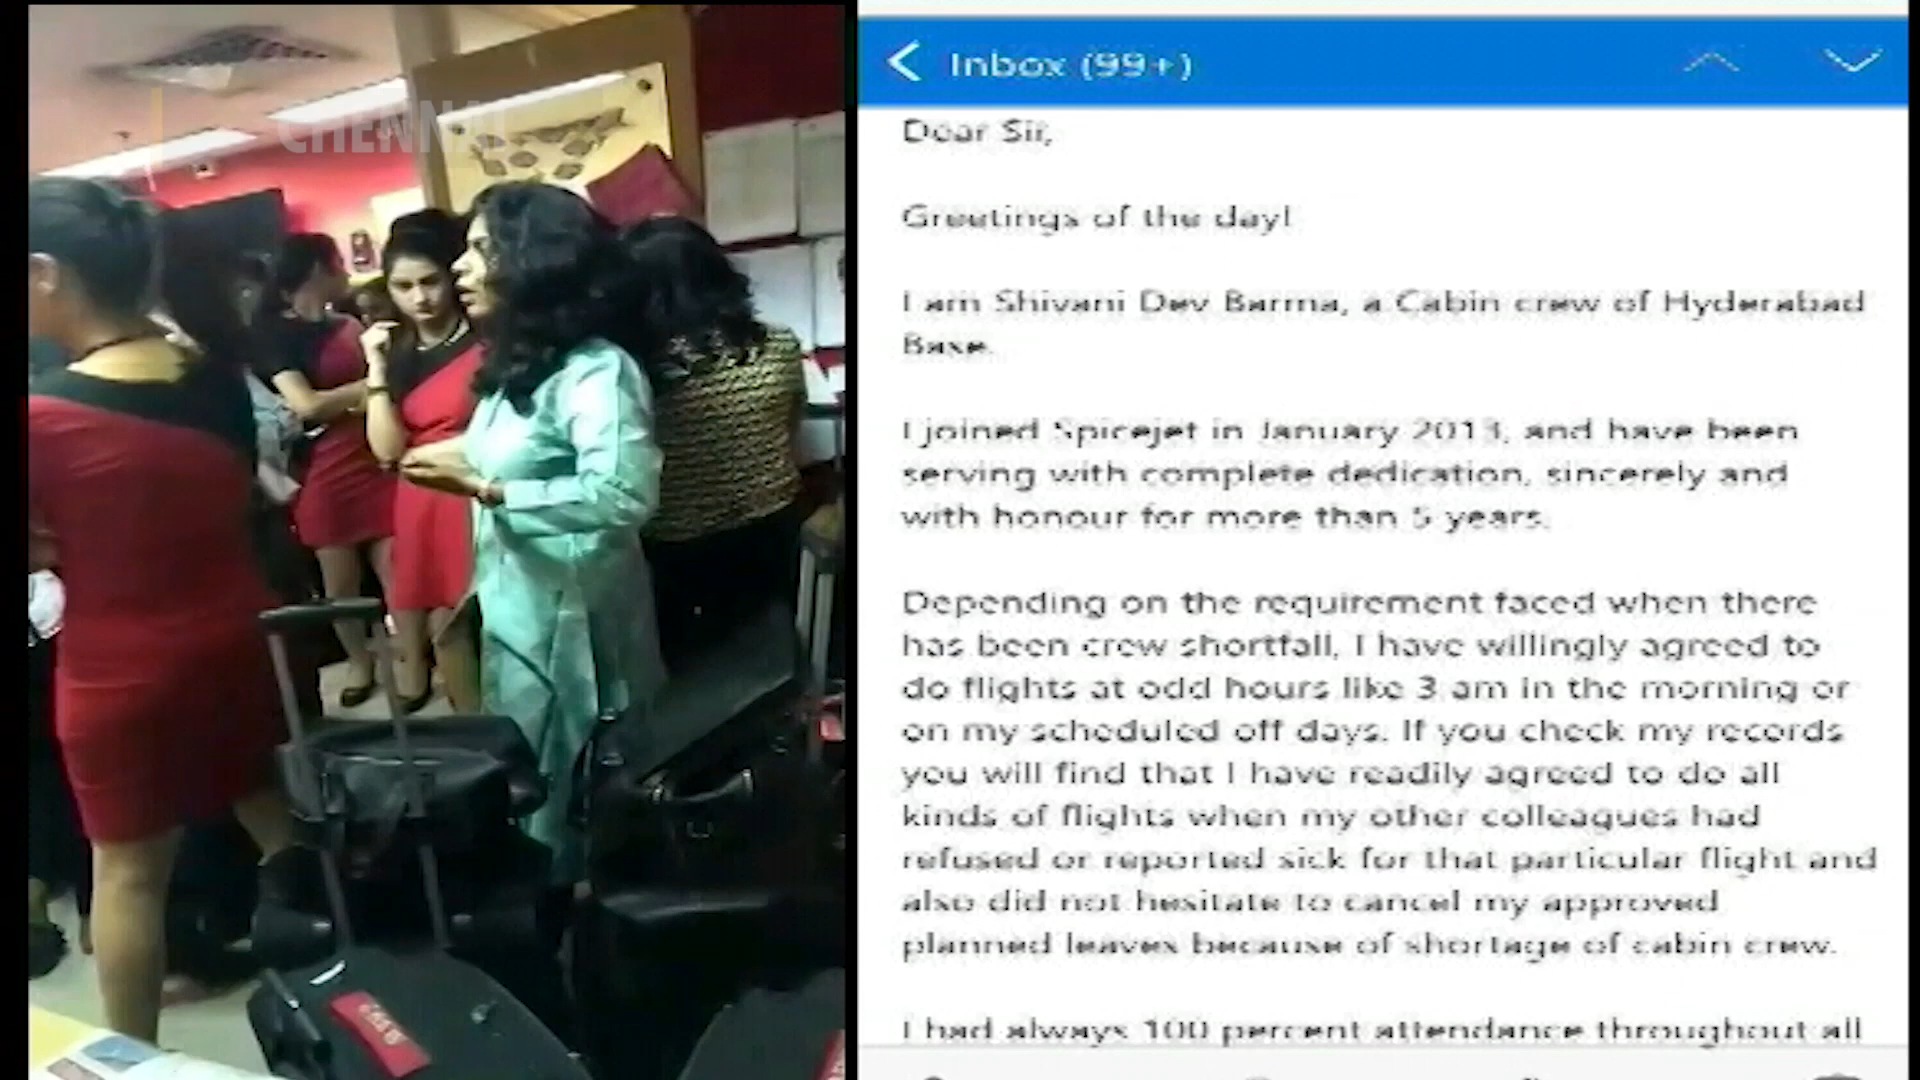 CHENNAI
Inbox (99+)
Dear Sir,
Greetings of the day!
I am Shivani Dev Barma, a Cabin crew of Hyderabad
Base.
I joined Spicejet in January 2013, and have been
serving with complete dedication, sincerely and
with honour for more than 5 years.
Depending on the requirement faced when there
has been crew shortfall, I have willingly agreed to
do flights at odd hours like 3 am in the morning or
on my scheduled off days. If you check my records
you will find that I have readily agreed to do all
kinds of flights when my other colleagues had
refused or reported sick for that particular flight and
also did not hesitate to cancel my approved
planned leaves because of shortage of cabin crew.
I had always 100 percent attendance throughout all